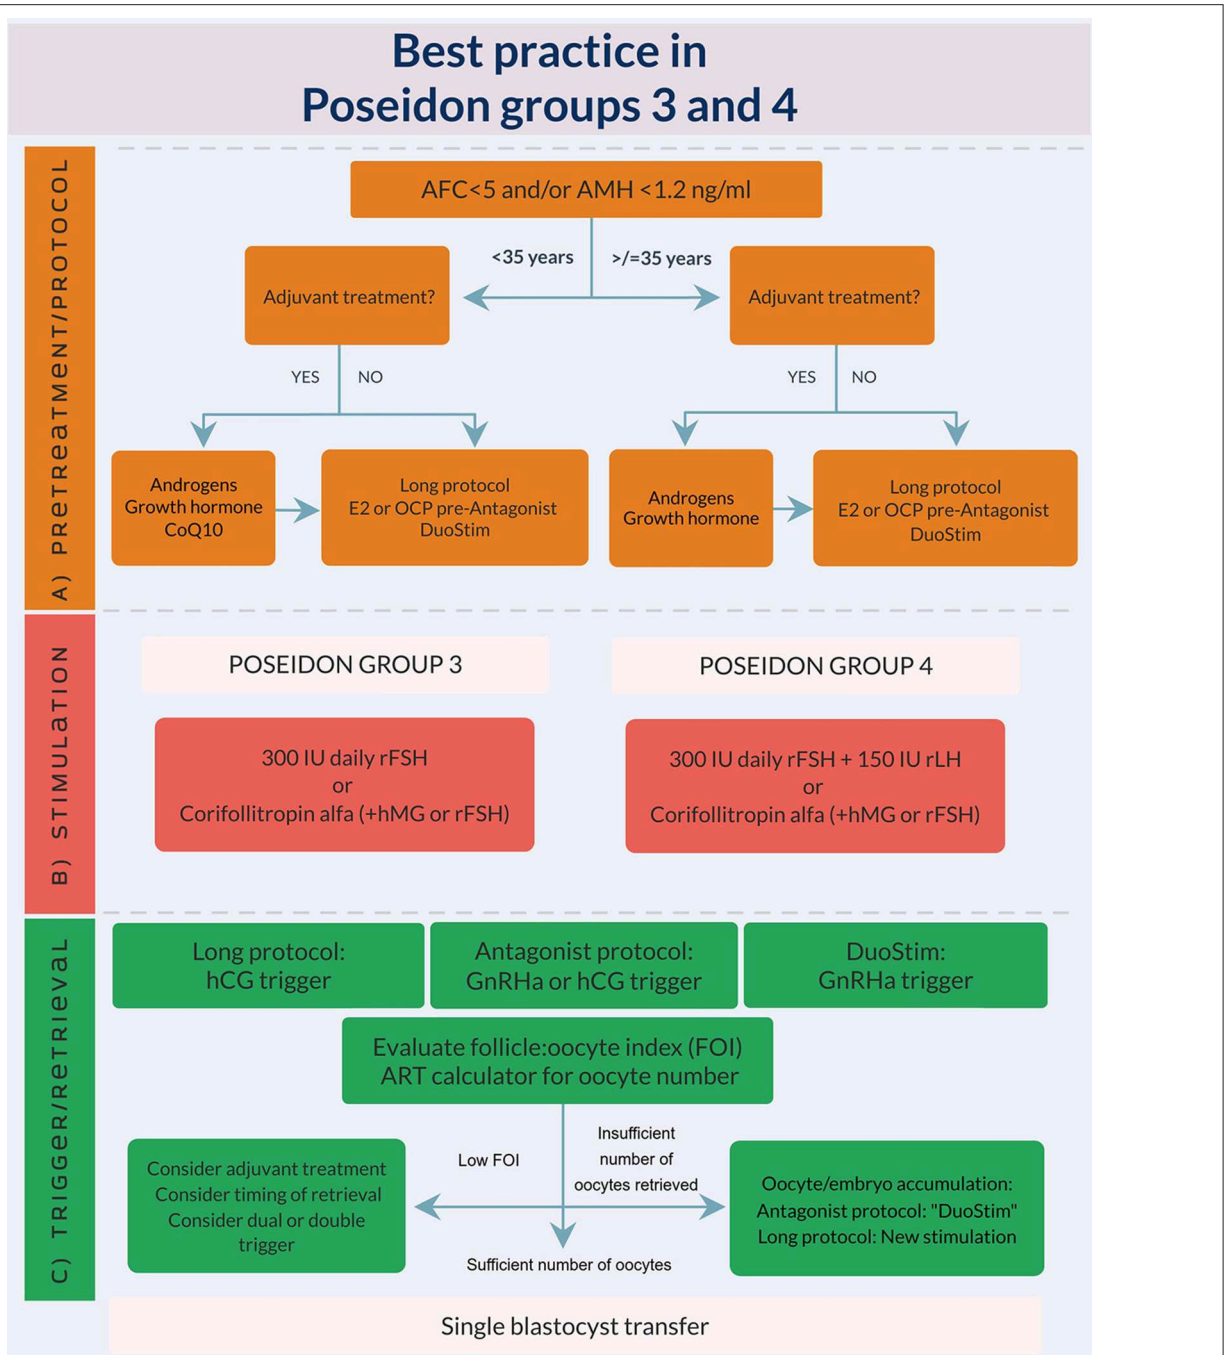 Best practice in
Poseidon groups 3 and 4
A) PRETREATMENT/PROTOCOL
AFC<5 and/or AMH <1.2 ng/ml
<35 years
>/=35 years
Adjuvant treatment?
Adjuvant treatment?
YES
NO
YES
NO
Androgens
Growth hormone
CoQ10
Long protocol
E2 or OCP pre-Antagonist
DuoStim
Androgens
Growth hormone
Long protocol
E2 or OCP pre-Antagonist
DuoStim
B) STIMULATION
POSEIDON GROUP 3
POSEIDON GROUP 4
300 IU daily rFSH
or
Corifollitropin alfa (+hMG or rFSH)
300 IU daily rFSH + 150 IU rLH
or
Corifollitropin alfa (+hMG or rFSH)
C) TRIGGER/RETRIEVAL
Long protocol:
hCG trigger
Antagonist protocol:
GnRHa or hCG trigger
DuoStim:
GnRHa trigger
Evaluate follicle:oocyte index (FOI)
ART calculator for oocyte number
Low FOI
Insufficient
number of
oocytes retrieved
Consider adjuvant treatment
Consider timing of retrieval
Consider dual or double
trigger
Oocyte/embryo accumulation:
Antagonist protocol: "DuoStim"
Long protocol: New stimulation
Sufficient number of oocytes
Single blastocyst transfer